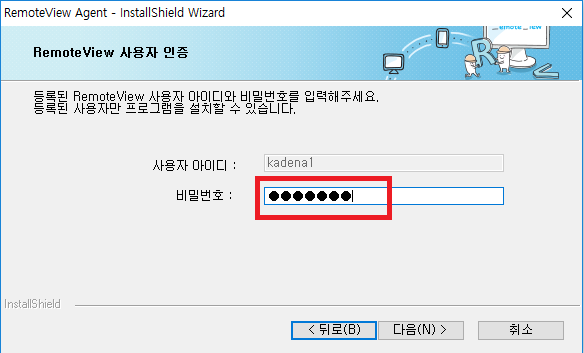 RemoteView Agent - InstallShield Wizard
_Remote_View
RemoteView 사용자 인증
등록된 RemoteView 사용자 아이디와 비밀번호를 입력해주세요.
등록된 사용자만 프로그램을 설치할 수 있습니다.
사용자 아이디 :
kadena1
비밀번호 :
●●●●●●●
InstallShield
< 뒤로(B)
다음(N) >
취소